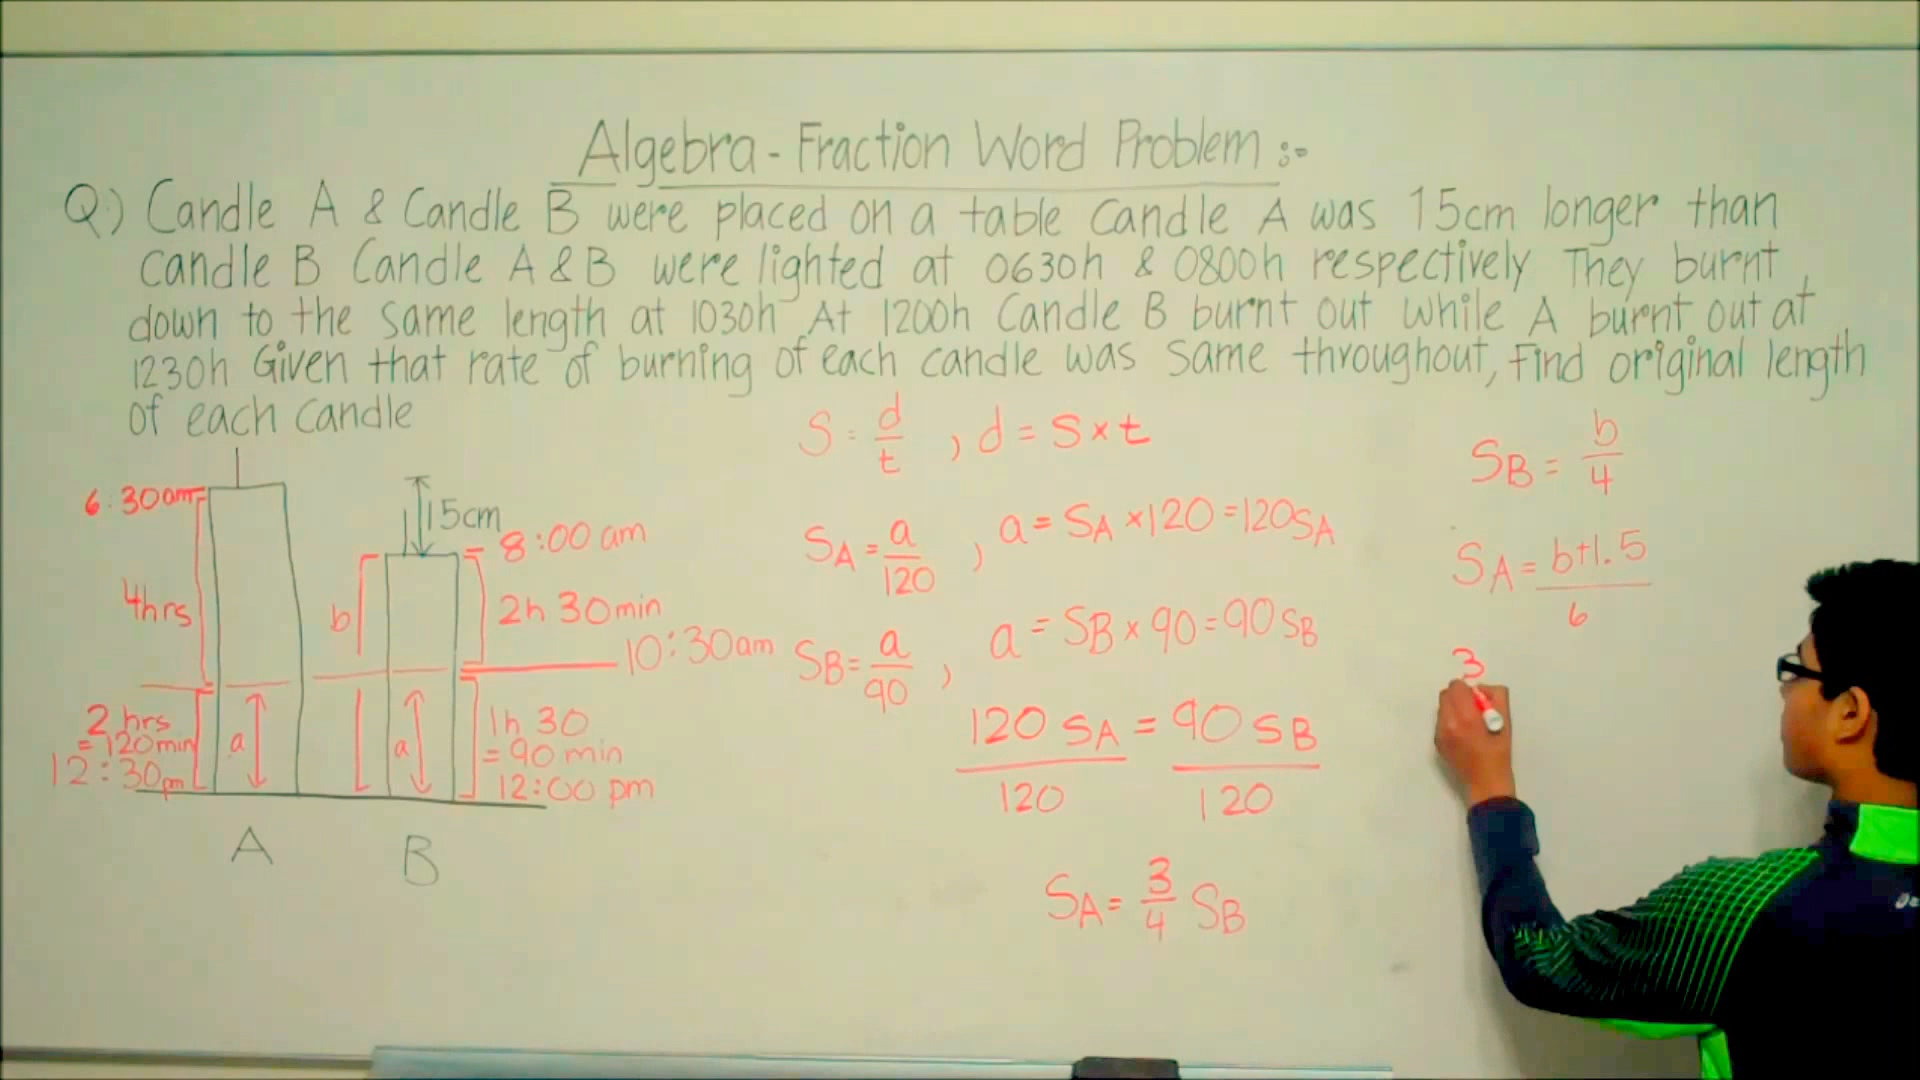 Algebra - Fraction Word Problem :-
Q.) Candle A & Candle B were placed on a table Candle A was 15cm longer than
candle B Candle A & B were lighted at 0630h & 0800h respectively They burnt
down to the same length at 1030h At 1200h Candle B burnt out while A burnt out at
1230h Given that rate of burning of each candle was same throughout, Find original length
of each candle
6:30am
4hrs
2 hrs
= 120min
12:30pm
a
A
15cm
8:00 am
b
2h 30min
10:30am
a
1h 30
= 90 min
12:00 pm
B
S = d/t , d = S × t
SA = a/120 , a = SA × 120 = 120SA
SB = a/90 , a = SB × 90 = 90SB
120 SA / 120 = 90 SB / 120
SA = 3/4 SB
SB = b/4
SA = b+1.5 / 6
3